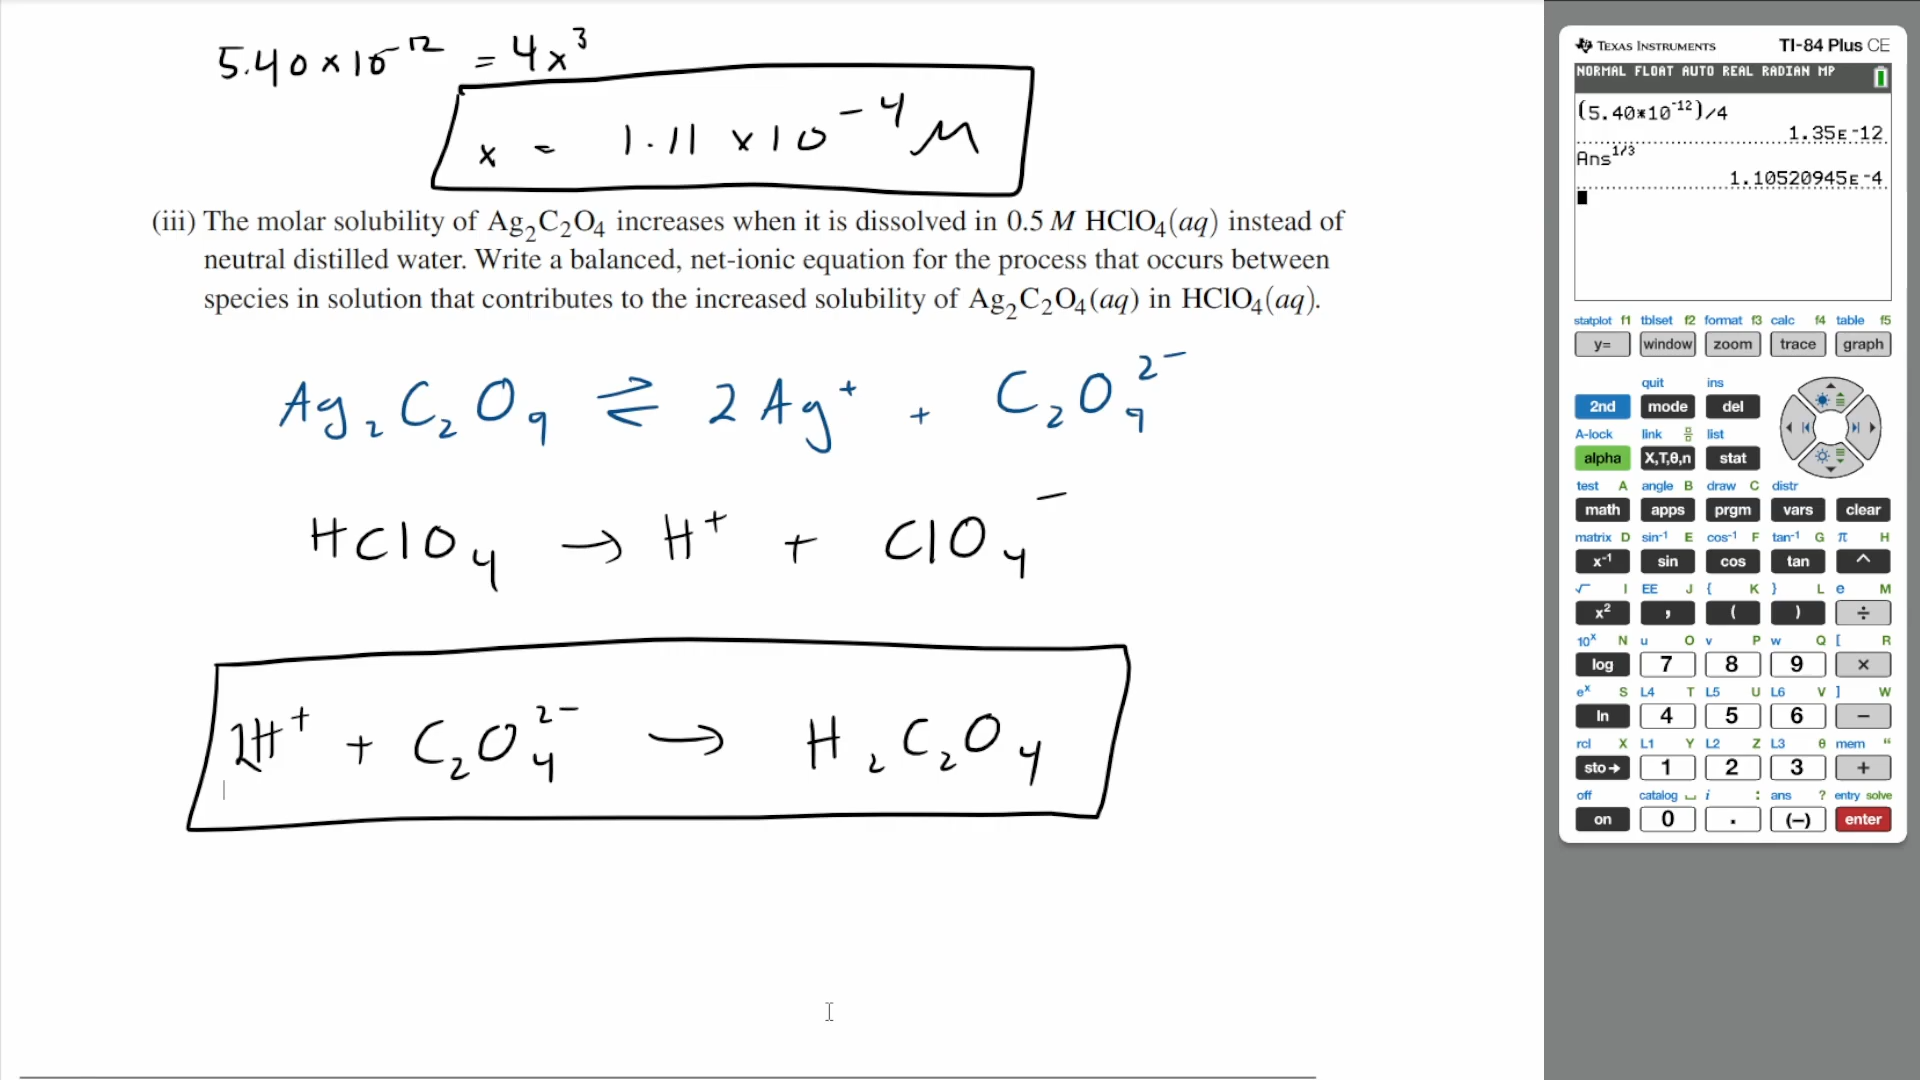 5.40 x 10⁻¹² = 4x³
x = 1.11 x 10⁻⁴ M
(iii) The molar solubility of Ag₂C₂O₄ increases when it is dissolved in 0.5 M HClO₄(aq) instead of
neutral distilled water. Write a balanced, net-ionic equation for the process that occurs between
species in solution that contributes to the increased solubility of Ag₂C₂O₄(aq) in HClO₄(aq).
Ag₂C₂O₄ ⇌ 2Ag⁺ + C₂O₄²⁻
HClO₄ → H⁺ + ClO₄⁻
2H⁺ + C₂O₄²⁻ → H₂C₂O₄
TEXAS INSTRUMENTS TI-84 Plus CE
NORMAL FLOAT AUTO REAL RADIAN MP
(5.40*10⁻¹²)/4
1.35E-12
Ans^1/3
1.10520945E-4
statplot f1 tblset f2 format f3 calc f4 table f5
y= window zoom trace graph
quit ins
2nd mode del
A-lock link list
alpha X,T,θ,n stat
test A angle B draw C distr
math apps prgm vars clear
matrix D sin⁻¹ E cos⁻¹ F tan⁻¹ G π H
x⁻¹ sin cos tan ^
√ I EE J { K } L e M
x² , ( ) ÷
10ˣ N u O v P w Q [ R
log 7 8 9 ×
eˣ S L4 T L5 U L6 V ] W
ln 4 5 6 −
rcl X L1 Y L2 Z L3 θ mem "
sto→ 1 2 3 +
off catalog ⎵ i : ans ? entry solve
on 0 . (−) enter